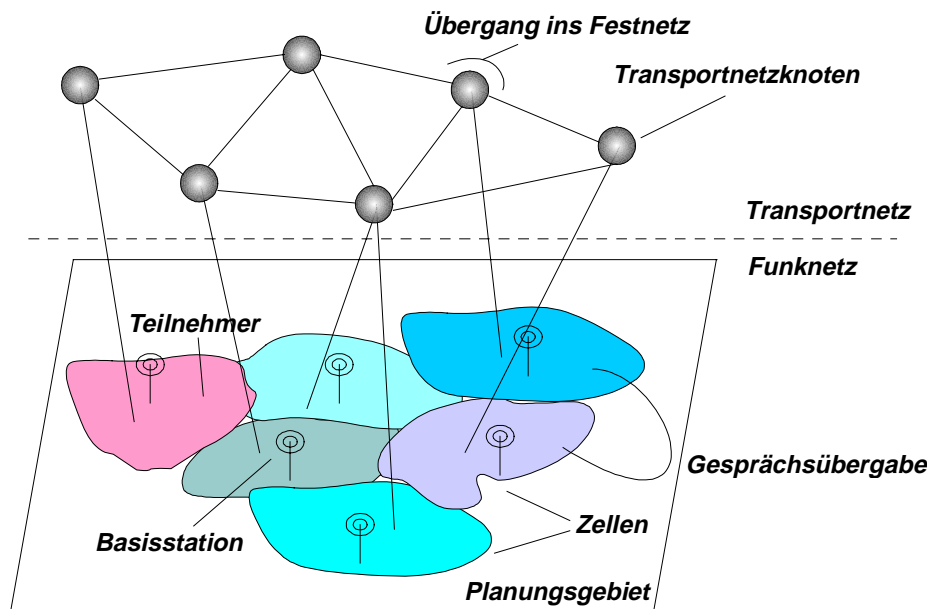 Übergang ins Festnetz
Transportnetzknoten
Transportnetz
Funknetz
Teilnehmer
Gesprächsübergabe
Zellen
Basisstation
Planungsgebiet